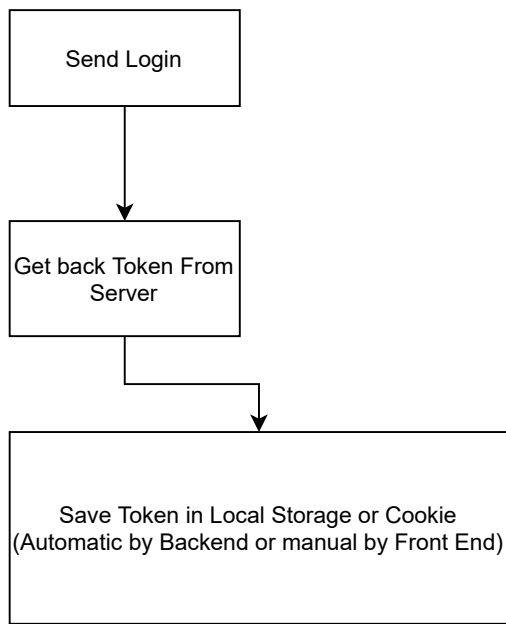 Send Login
Get back Token From
Server
Save Token in Local Storage or Cookie
(Automatic by Backend or manual by Front End)